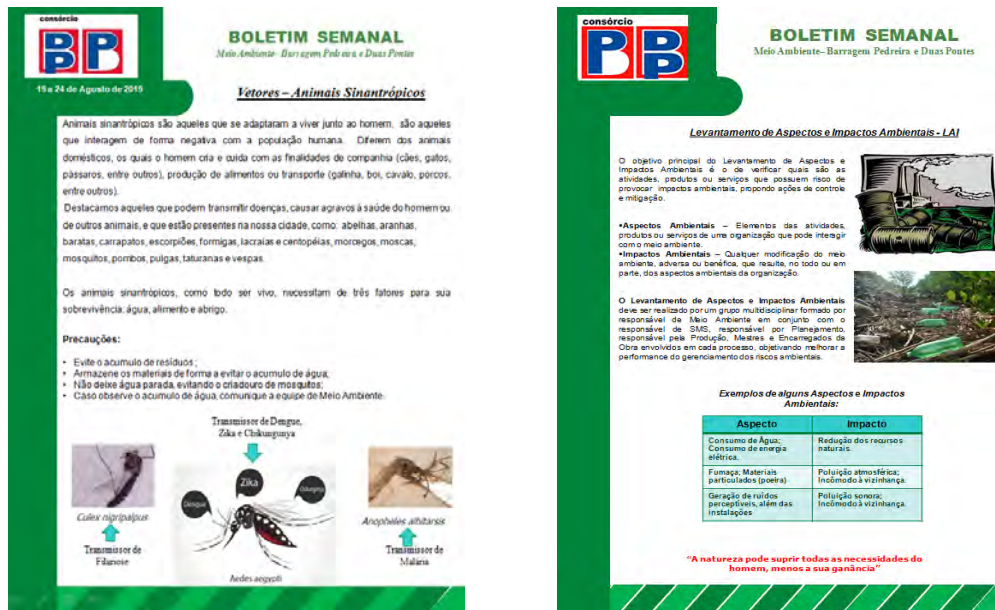 consórcio
BPP
BOLETIM SEMANAL
Meio Ambiente– Barragem Pedreira e Duas Pontes
15 a 24 de Agosto de 2019
Vetores – Animais Sinantrópicos
Animais sinantrópicos são aqueles que se adaptaram a viver junto ao homem, são aqueles
que interagem de forma negativa com a população humana. Diferem dos animais
domésticos, os quais o homem cria e cuida com as finalidades de companhia (cães, gatos,
pássaros, entre outros), produção de alimentos ou transporte (galinha, boi, cavalo, porcos,
entre outros).
Destacamos aqueles que podem transmitir doenças, causar agravos à saúde do homem ou
de outros animais, e que estão presentes na nossa cidade, como: abelhas, aranhas,
baratas, carrapatos, escorpiões, formigas, lacraias e centopéias, morcegos, moscas,
mosquitos, pombos, pulgas, taturanas e vespas.
Os animais sinantrópicos, como todo ser vivo, necessitam de três fatores para sua
sobrevivência: água, alimento e abrigo.
Precauções:
• Evite o acumulo de resíduos;
• Armazene os materiais de forma a evitar o acumulo de água;
• Não deixe água parada, evitando o criadouro de mosquitos;
• Caso observe o acumulo de água, comunique a equipe de Meio Ambiente.
Transmissor de Dengue,
Zika e Chikungunya
Dengue
Zika
Culex nigripalpus
Transmissor de
Filariose
Aedes aegypti
Anopheles albitarsis
Transmissor de
Malária
consórcio
BPP
BOLETIM SEMANAL
Meio Ambiente– Barragem Pedreira e Duas Pontes
Levantamento de Aspectos e Impactos Ambientais - LAI
O objetivo principal do Levantamento de Aspectos e
Impactos Ambientais é o de verificar quais são as
atividades, produtos ou serviços que possuem risco de
provocar impactos ambientais, propondo ações de controle
e mitigação.
•Aspectos Ambientais – Elementos das atividades,
produtos ou serviços de uma organização que pode interagir
com o meio ambiente.
•Impactos Ambientais – Qualquer modificação do meio
ambiente, adversa ou benéfica, que resulte, no todo ou em
parte, dos aspectos ambientais da organização.
O Levantamento de Aspectos e Impactos Ambientais
deve ser realizado por um grupo multidisciplinar formado por
responsável de Meio Ambiente em conjunto com o
responsável de SMS, responsável por Planejamento,
responsável pela Produção, Mestres e Encarregados da
Obra envolvidos em cada processo, objetivando melhorar a
performance do gerenciamento dos riscos ambientais.
Exemplos de alguns Aspectos e Impactos
Ambientais:
Aspecto Impacto
Consumo de Água; Redução dos recursos
Consumo de energia naturais.
elétrica.
Fumaça; Materiais Poluição atmosférica;
particulados (poeira) Incômodo à vizinhança.
Geração de ruídos Poluição sonora;
perceptíveis, além das Incômodo à vizinhança.
instalações
“A natureza pode suprir todas as necessidades do
homem, menos a sua ganância”